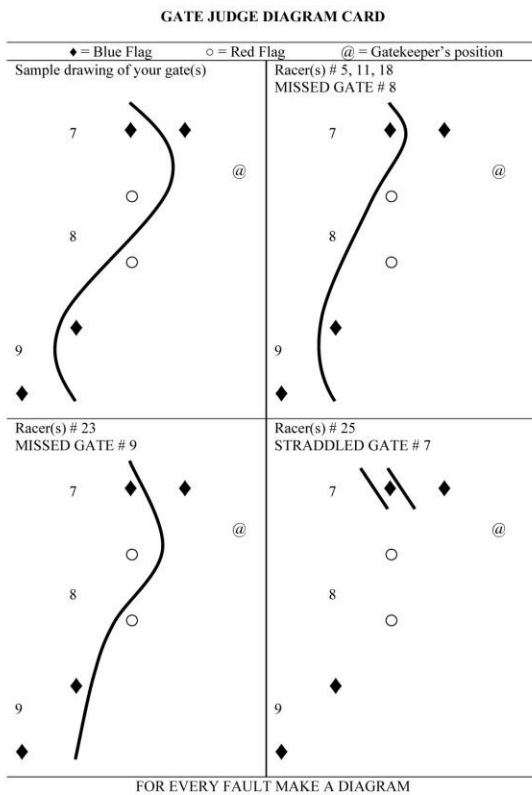 GATE JUDGE DIAGRAM CARD
♦ = Blue Flag ○ = Red Flag @ = Gatekeeper's position
Sample drawing of your gate(s)
7
@
8
9
Racer(s) # 5, 11, 18
MISSED GATE # 8
7
@
8
9
Racer(s) # 23
MISSED GATE # 9
7
@
8
9
Racer(s) # 25
STRADDLED GATE # 7
7
@
8
9
FOR EVERY FAULT MAKE A DIAGRAM